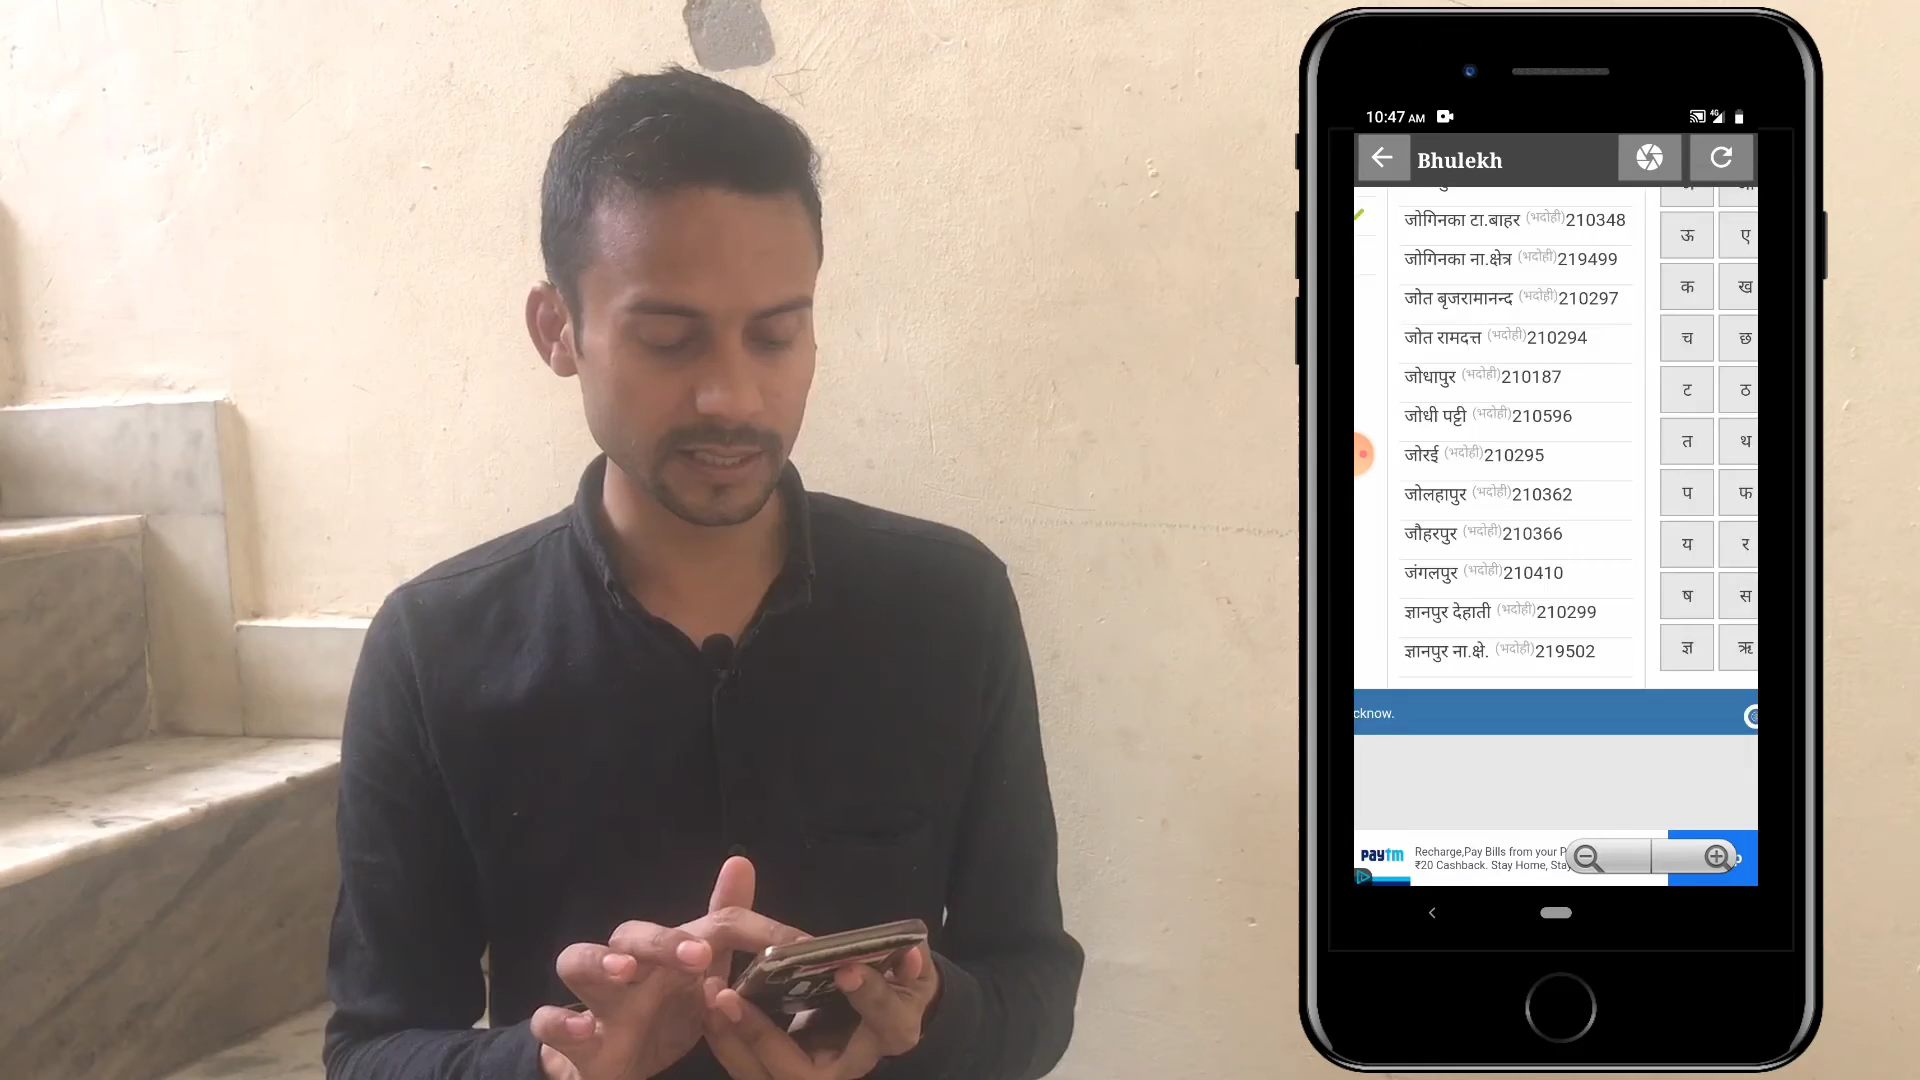 10:47 AM
4G
Bhulekh
जोगिनका टा.बाहर (भदोही)210348
जोगिनका ना.क्षेत्र (भदोही)219499
जोत बृजरामानन्द (भदोही)210297
जोत रामदत्त (भदोही)210294
जोधापुर (भदोही)210187
जोधी पट्टी (भदोही)210596
जोरई (भदोही)210295
जोलहापुर (भदोही)210362
जौहरपुर (भदोही)210366
जंगलपुर (भदोही)210410
ज्ञानपुर देहाती (भदोही)210299
ज्ञानपुर ना.क्षे. (भदोही)219502
ऊ ए
क ख
च छ
ट ठ
त थ
प फ
य र
ष स
ज्ञ ऋ
cknow.
paytm
Recharge,Pay Bills from your P
₹20 Cashback. Stay Home, Sta